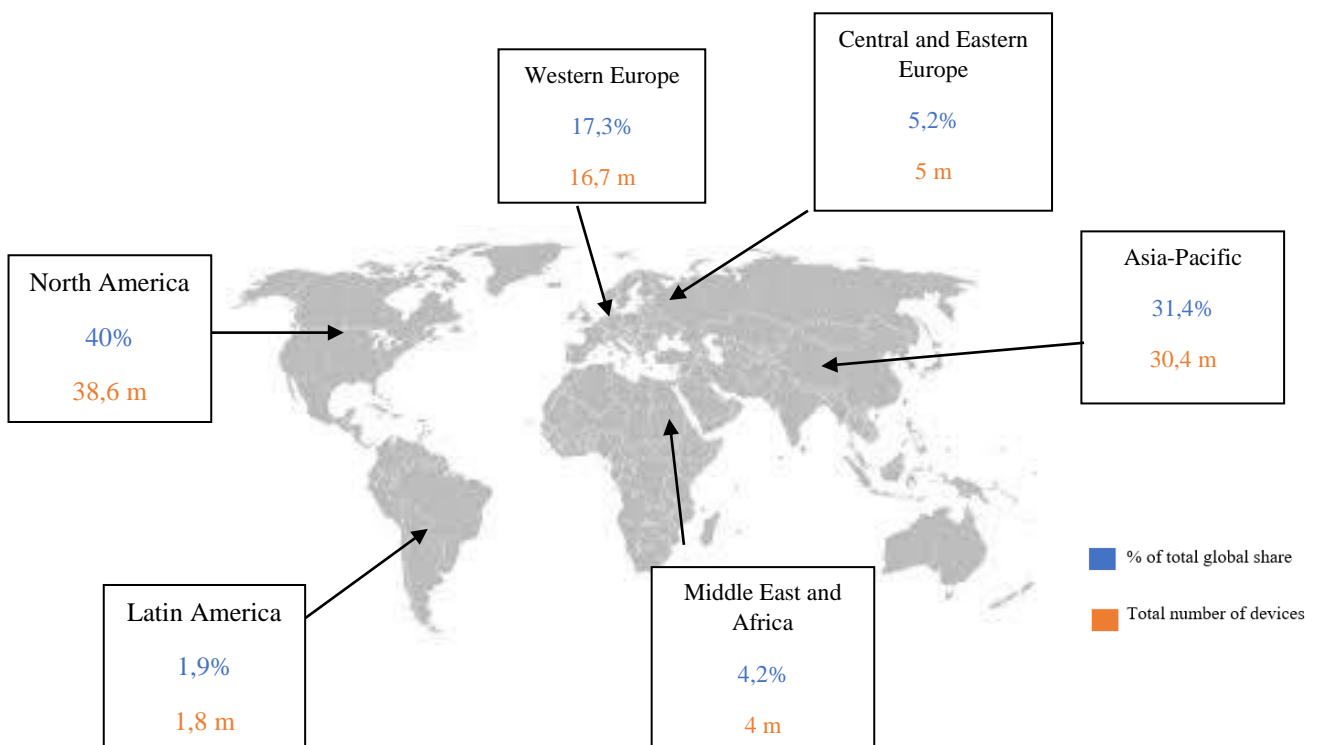 Central and Eastern
Europe
5,2%
5 m
Western Europe
17,3%
16,7 m
Asia-Pacific
31,4%
30,4 m
North America
40%
38,6 m
% of total global share
Total number of devices
Middle East and
Africa
4,2%
4 m
Latin America
1,9%
1,8 m